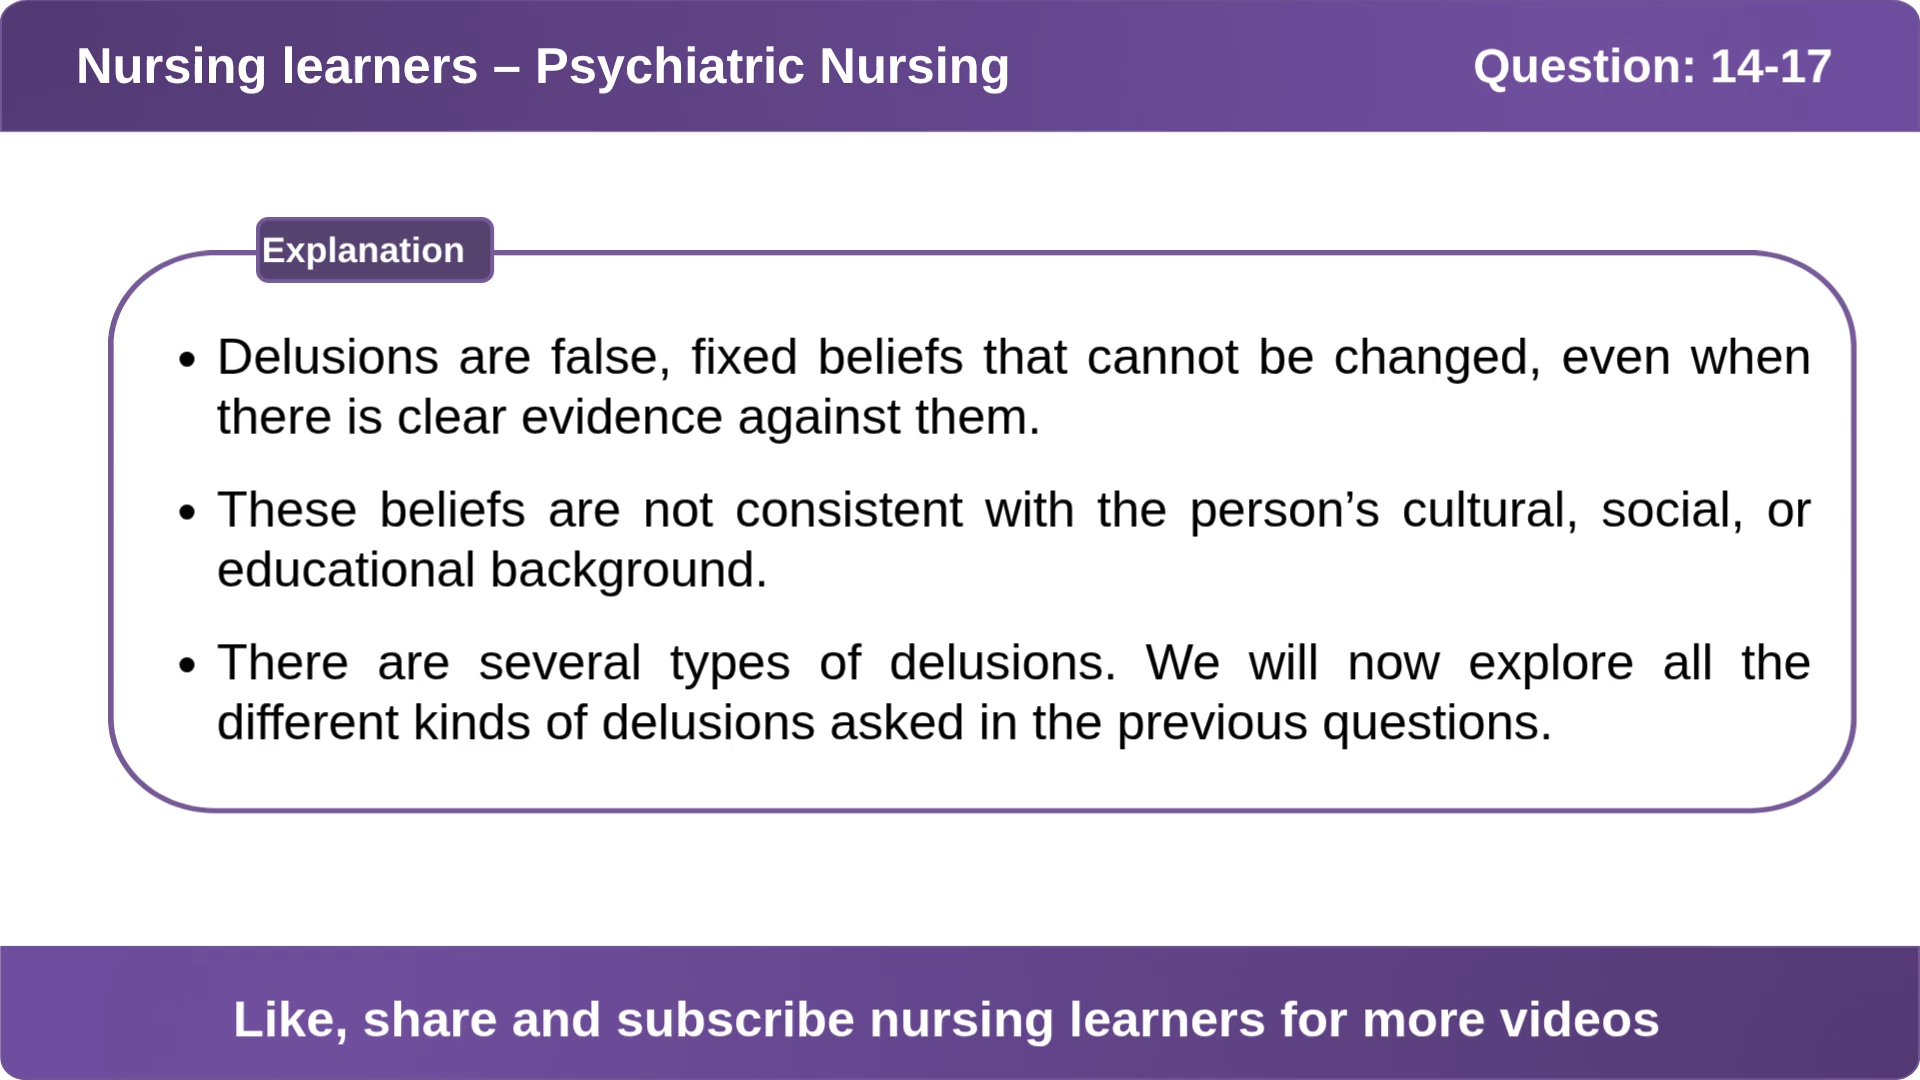 Nursing learners – Psychiatric Nursing
Question: 14-17
Explanation
• Delusions are false, fixed beliefs that cannot be changed, even when
there is clear evidence against them.
• These beliefs are not consistent with the person’s cultural, social, or
educational background.
• There are several types of delusions. We will now explore all the
different kinds of delusions asked in the previous questions.
Like, share and subscribe nursing learners for more videos